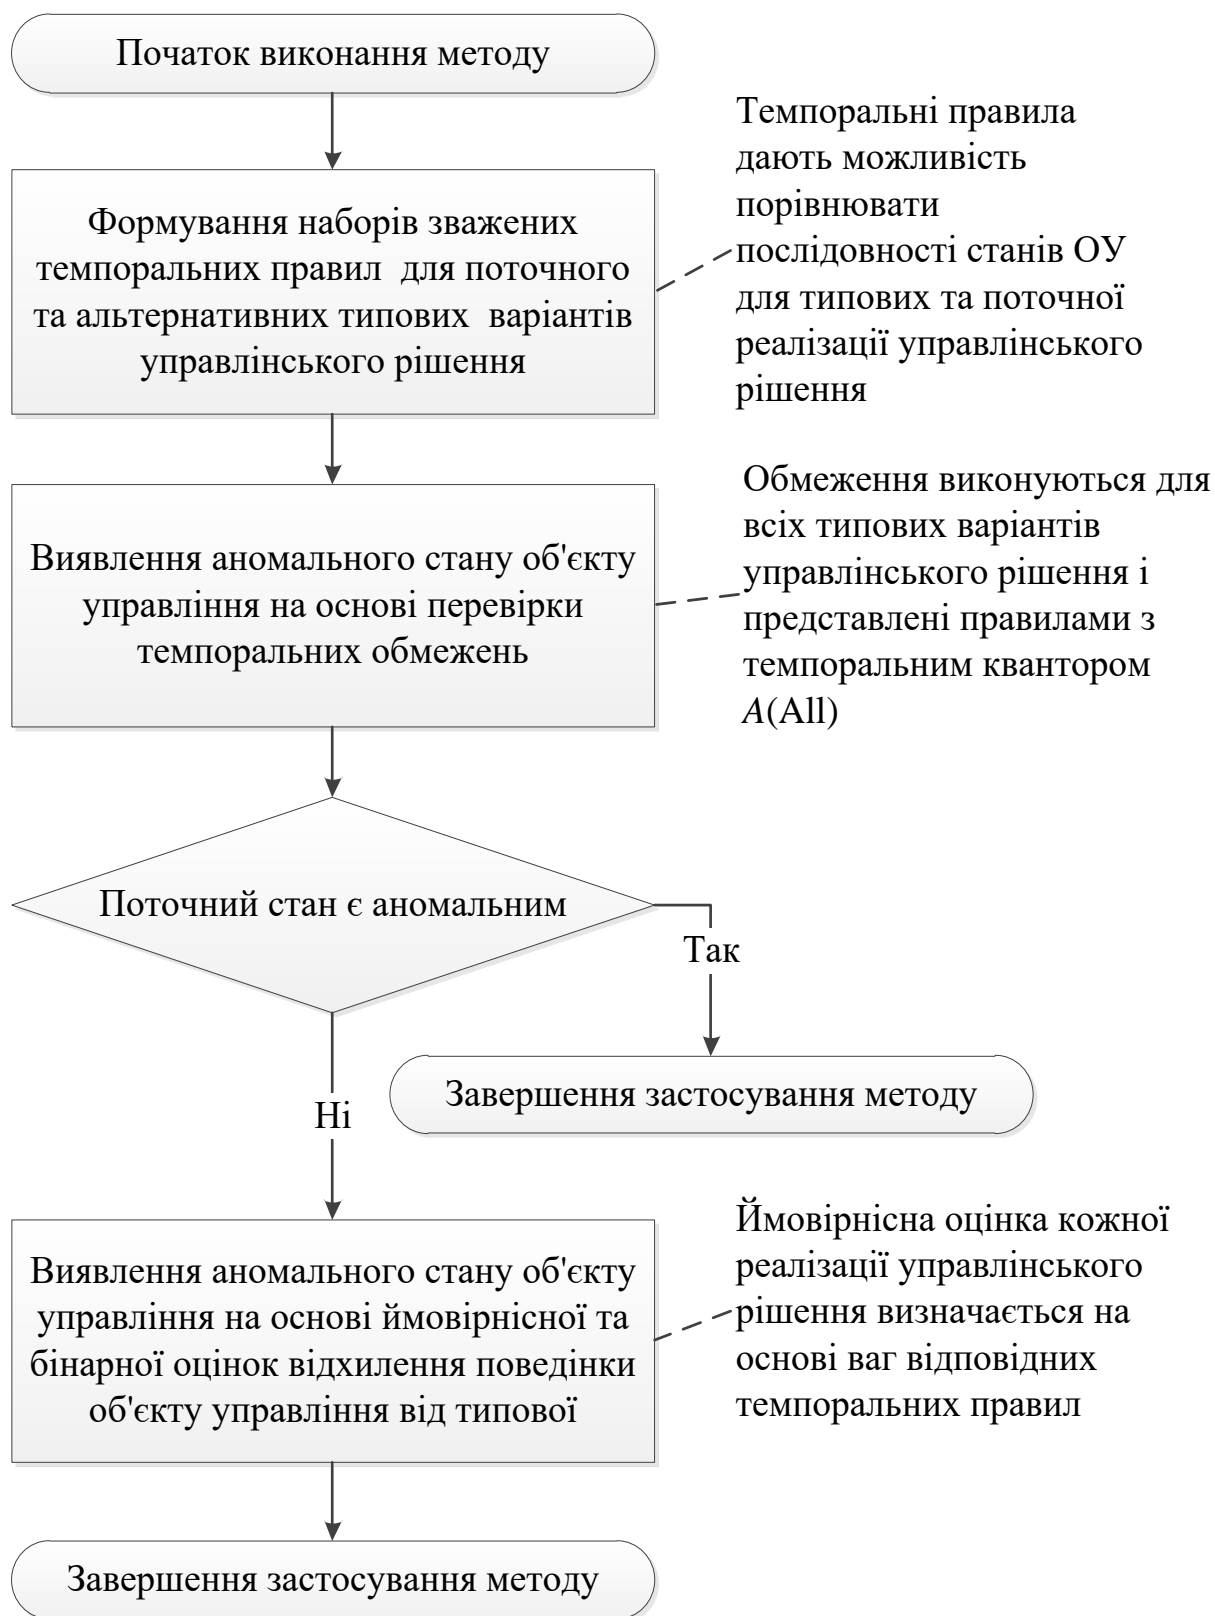 Початок виконання методу
Темпоральні правила
дають можливість
порівнювати
послідовності станів ОУ
для типових та поточної
реалізації управлінського
рішення
Формування наборів зважених
темпоральних правил для поточного
та альтернативних типових варіантів
управлінського рішення
Обмеження виконуються для
всіх типових варіантів
управлінського рішення і
представлені правилами з
темпоральним квантором
A(All)
Виявлення аномального стану об'єкту
управління на основі перевірки
темпоральних обмежень
Поточний стан є аномальним
Так
Завершення застосування методу
Ні
Ймовірнісна оцінка кожної
реалізації управлінського
рішення визначається на
основі ваг відповідних
темпоральних правил
Виявлення аномального стану об'єкту
управління на основі ймовірнісної та
бінарної оцінок відхилення поведінки
об'єкту управління від типової
Завершення застосування методу